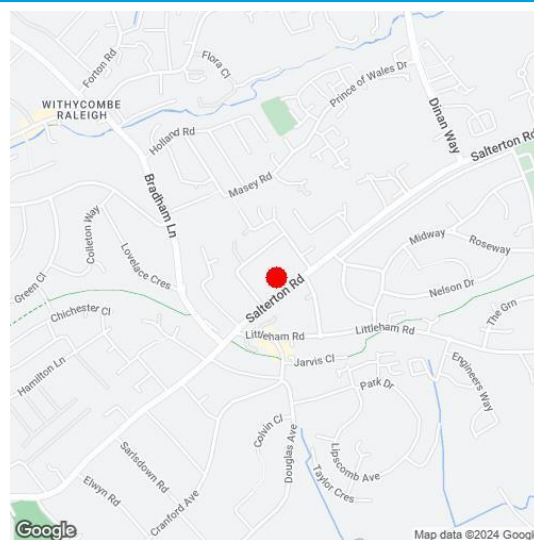 Forton Rd
Flora Cl
Prince of Wales Dr
WITHYCOMBE
RALEIGH
Dinan Way
Holland Rd
Salterton Rd
Bradham Ln
Masey Rd
Colleton Way
Midway
Roseway
Lovelace Cres
Green Cl
Nelson Dr
Salterton Rd
Chichester Cl
The Grn
Littleham Rd
Littleham Rd
Jarvis Cl
Hamilton Ln
Engineers Way
Park Dr
Colvin Cl
Sarlsdown Rd
Douglas Ave
Lipscomb Ave
Elwyn Rd
Taylor Cres
Cranford Ave
Google
Map data ©2024 Google